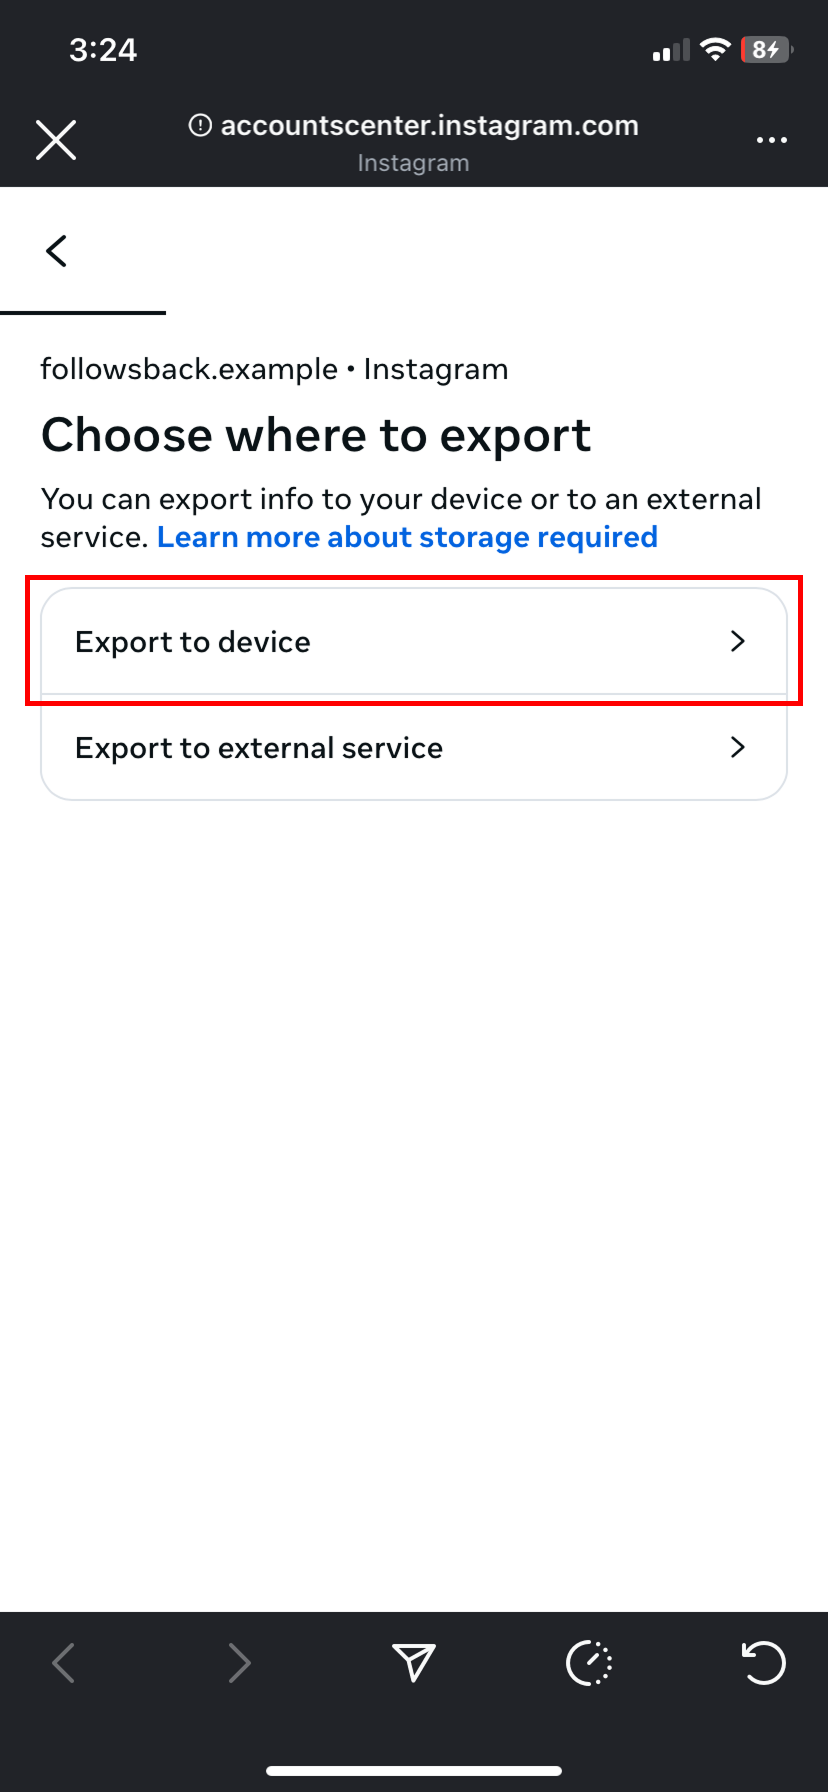 3:24
8
accountscenter.instagram.com
Instagram
followsback.example • Instagram
Choose where to export
You can export info to your device or to an external
service. Learn more about storage required
Export to device
Export to external service